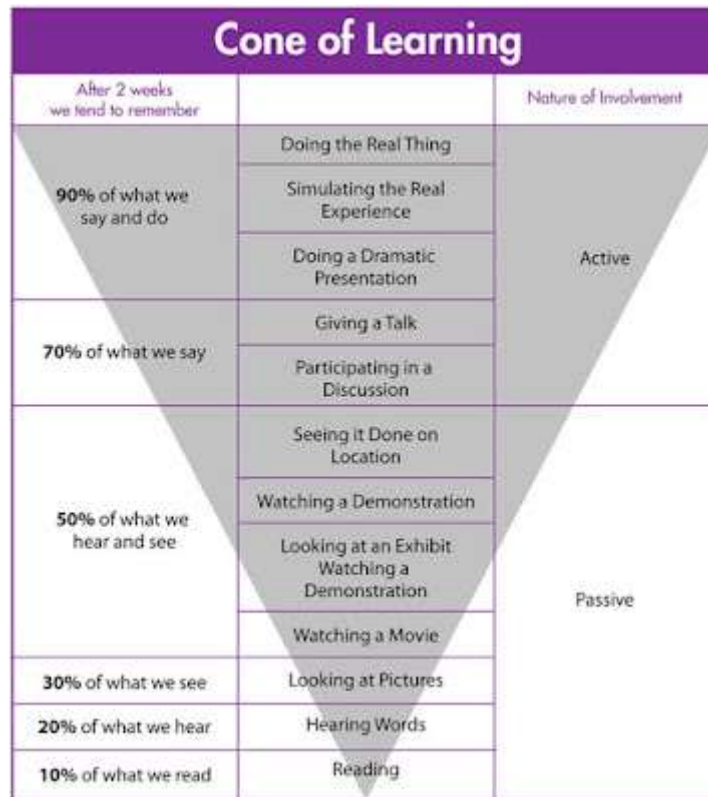 Cone of Learning
After 2 weeks
we tend to remember
Nature of Involvement
Doing the Real Thing
90% of what we
say and do
Simulating the Real
Experience
Doing a Dramatic
Presentation
Active
70% of what we say
Giving a Talk
Participating in a
Discussion
50% of what we
hear and see
Seeing it Done on
Location
Watching a Demonstration
Looking at an Exhibit
Watching a
Demonstration
Watching a Movie
Passive
30% of what we see
Looking at Pictures
20% of what we hear
Hearing Words
10% of what we read
Reading